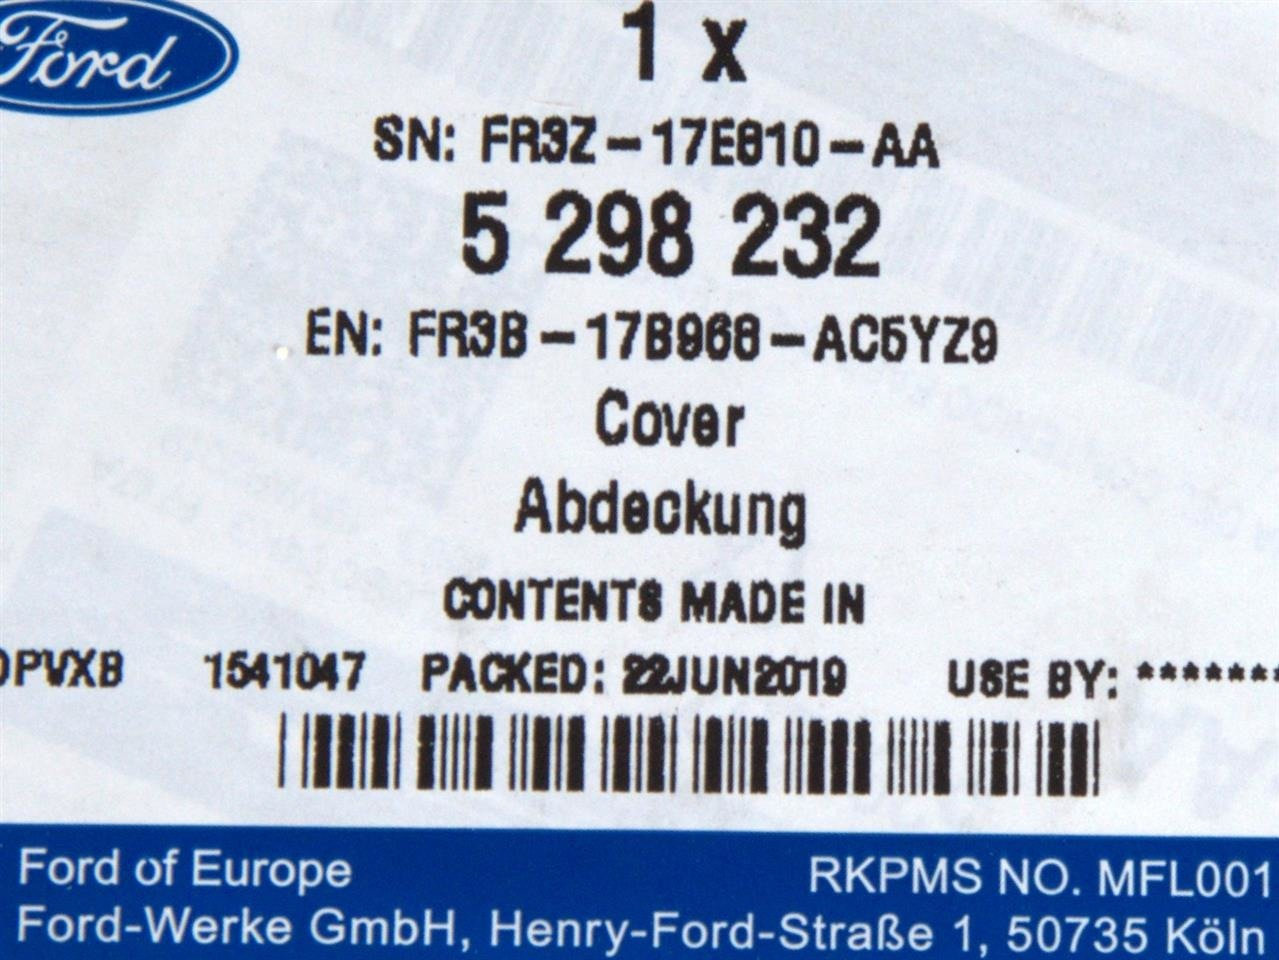 Ford
1 x
SN: FR3Z-17E810-AA
5 298 232
EN: FR3B-17B968-AC5YZ9
Cover
Abdeckung
CONTENTS MADE IN
1541047 PACKED: 22JUN2019 USE BY: *******
Ford of Europe RKPMS NO. MFL001
Ford-Werke GmbH, Henry-Ford-Straße 1, 50735 Köln